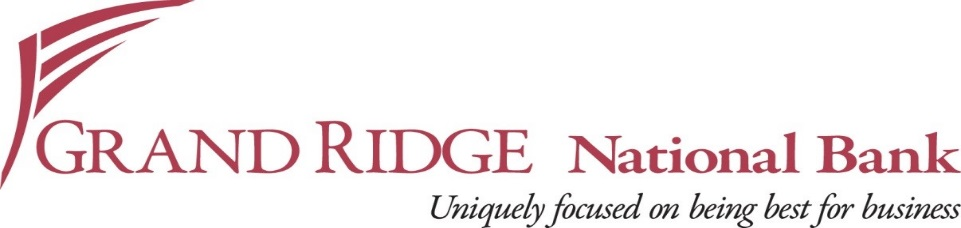 GRAND RIDGE National Bank
Uniquely focused on being best for business